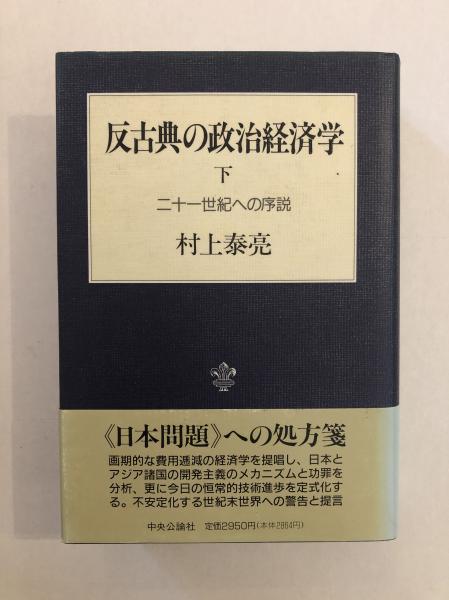 反古典の政治経済学
下
二十一世紀への序説
村上泰亮
《日本問題》への処方箋
画期的な費用逓減の経済学を提唱し、日本と
アジア諸国の開発主義のメカニズムと功罪を
分析、更に今日の恒常的技術進歩を定式化す
る。不安定化する世紀末世界への警告と提言
中央公論社 定価2950円(本体2864円)